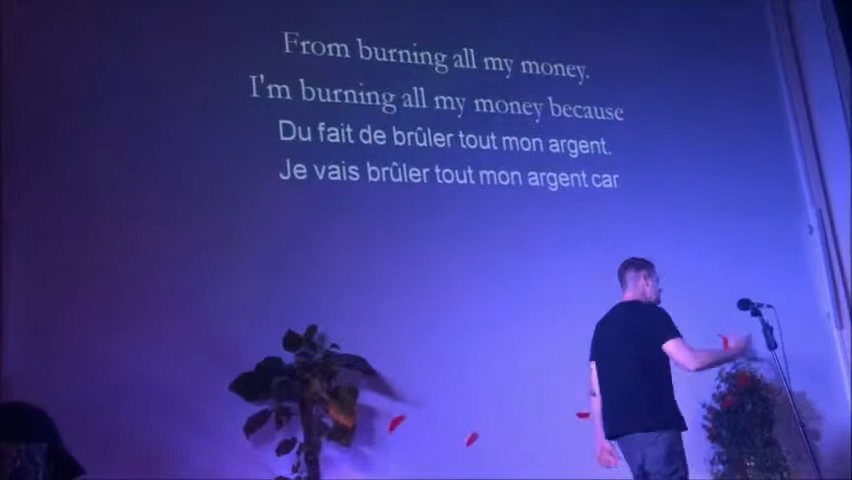 From burning all my money.
I'm burning all my money because
Du fait de brûler tout mon argent.
Je vais brûler tout mon argent car